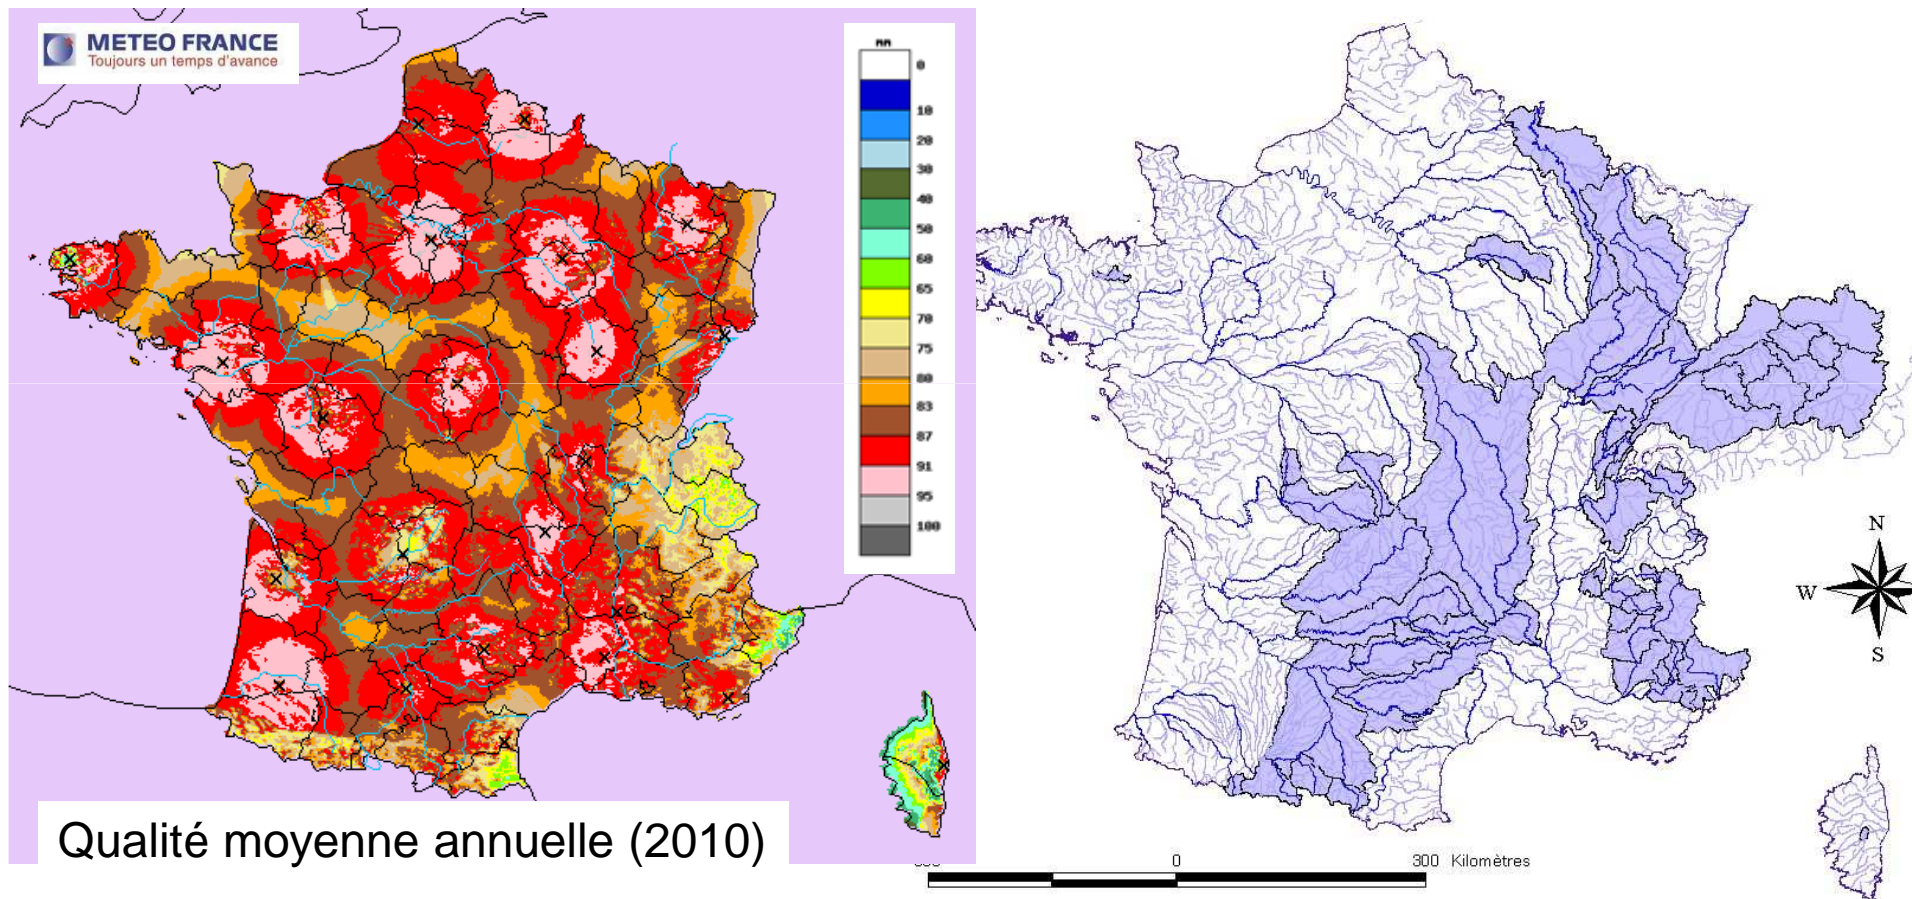 METEO FRANCE
Toujours un temps d'avance
MM
0
10
20
30
40
50
60
65
70
75
80
83
87
91
95
100
N
W
S
Qualité moyenne annuelle (2010)
0
300 Kilomètres